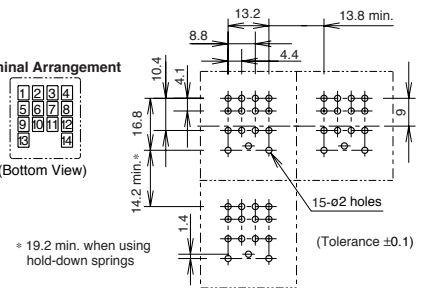 13.2
13.8 min.
8.8
4.4
minal Arrangement
1 2 3 4
5 6 7 8
9 10 11 12
13 14
(Bottom View)
10.4
4.1
16.8
9
14.2 min.*
1.4
15-ø2 holes
(Tolerance ±0.1)
* 19.2 min. when using
hold-down springs